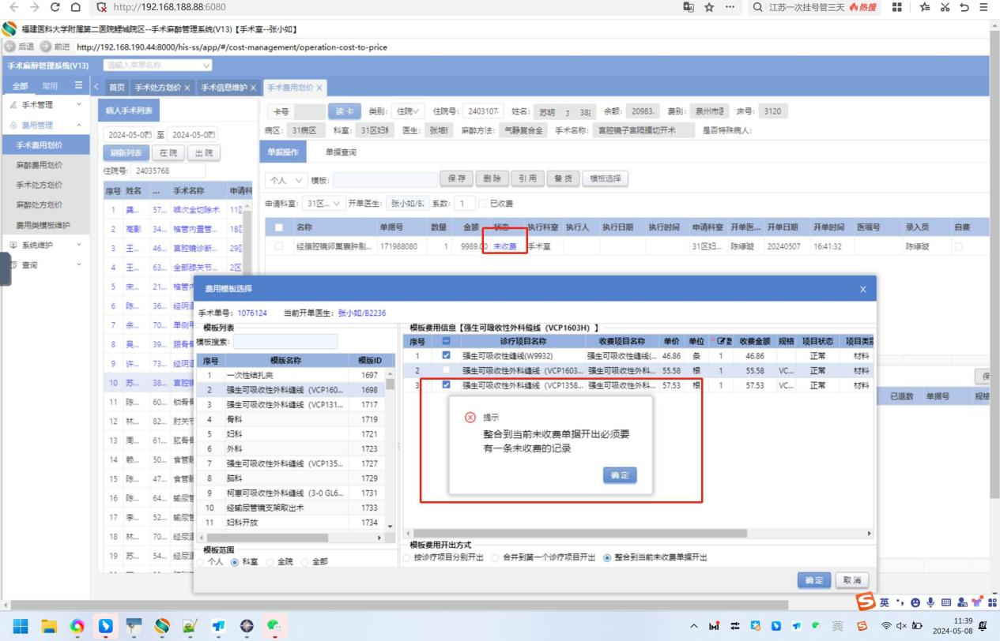 http://192.168.188.88:6080
江苏一次挂号管三天 热搜
福建医科大学附属第二医院鲤城院区--手术麻醉管理系统(V13)【手术室--张小如】
后退 前进 http://192.168.190.44:8000/his-ss/app/#/cost-management/operation-cost-to-price
手术麻醉管理系统(V13) 请输入菜单名称
全部 常用 首页 手术处方划价 手术信息维护 手术费用划价
手术管理
费用管理
手术费用划价
麻醉费用划价
手术处方划价
麻醉处方划价
费用类模板维护
系统维护
查询
病人手术列表
2024-05-0 至 2024-05-0
刷新列表 在 院 出 院
住院号: 24035768
序号 姓名 ... 手术名称 申请科
1 龚... 57... 喉次全切除术 11区
2 高影 34... 椎管内置管... 18区
3 王... 46... 宫腔镜诊断... 29区
4 王... 63... 全部膝关节... 2区
5 宋... 21... 椎管内
6 陈... 36... 经阴道
7 余... 70... 单侧甲
8 吴... 39... 跟骨骨
9 许... 73... 经阴道
10 苏... 38... 宫腔镜
11 陈... 60... 锁骨骨
12 林... 82... 肘关节
13 周... 61... 肱骨骨
14 赖... 50... 食管静
15 陈... 47... 食管静
16 陈... 64... 输尿管
17 李... 52... 输尿管
18 林... 70... 经尿道
19 苏... 54... 经尿道
卡号 读 卡 类别: 住院 住院号: 2403107 姓名: 苏明 38 余额: 20983. 费别: 泉州市医 床号: 3120
病区: 31病区 科室: 31区妇科 医生: 张培 麻醉方法: 气静复合全 手术名称: 宫腔镜子宫隔膜切开术 是否特殊病人:
单据操作 单据查询
个人 模板: 保 存 删 除 引 用 备 货 模板选择
申请科室: 31区... 开单医生: 张小如/B2 系数: 1 已收费
名称 单据号 数量 金额 状态 执行科室 执行人 执行日期 执行时间 申请科室 开单医... 开单日期 开单时间 医嘱号 录入员 自费
经腹腔镜卵巢囊肿剔... 171988080 1 9989.00 未收费 手术室 31区妇... 陈绿璇 20240507 16:41:32 陈绿璇
费用模板选择 X
手术单号: 1076124 当前开单医生: 张小如/B2236
模板列表
模板搜索:
序号 模版名称 模版ID
1 一次性结扎夹 1697
2 强生可吸收性外科缝线（VCP160... 1698
3 强生可吸收性外科缝线（VCP131... 1717
4 骨科 1719
5 妇科 1721
6 外科 1723
7 强生可吸收性外科缝线（VCP135... 1727
8 脑科 1729
9 柯惠可吸收性外科缝线（3-0 GL6... 1731
10 经输尿管镜支架取出术 1733
11 妇科开放 1734
模板范围
个人 科室 全院 全部
模板费用信息【强生可吸收性外科缝线（VCP1603H）】
序号 诊疗项目名称 收费项目名称 单价 单位 *数 收费金额 规格 项目状态 项目类别
1 强生可吸收性缝线(W9932) 强生可吸收性缝线(... 46.86 条 1 46.86 正常 材料
2 强生可吸收性外科缝线（VCP1603... 强生可吸收性外科... 55.58 根 1 55.58 VC... 正常 材料
3 强生可吸收性外科缝线（VCP1358... 强生可吸收性外科... 57.53 根 1 57.53 VC... 正常 材料
提示
整合到当前未收费单据开出必须要
有一条未收费的记录
确 定
模板费用开出方式
按诊疗项目分别开出 合并到第一个诊疗项目开出 整合到当前未收费单据开出
确 定 取 消
保
已退数 单据号 规格
英
英
11:39
2024-05-08